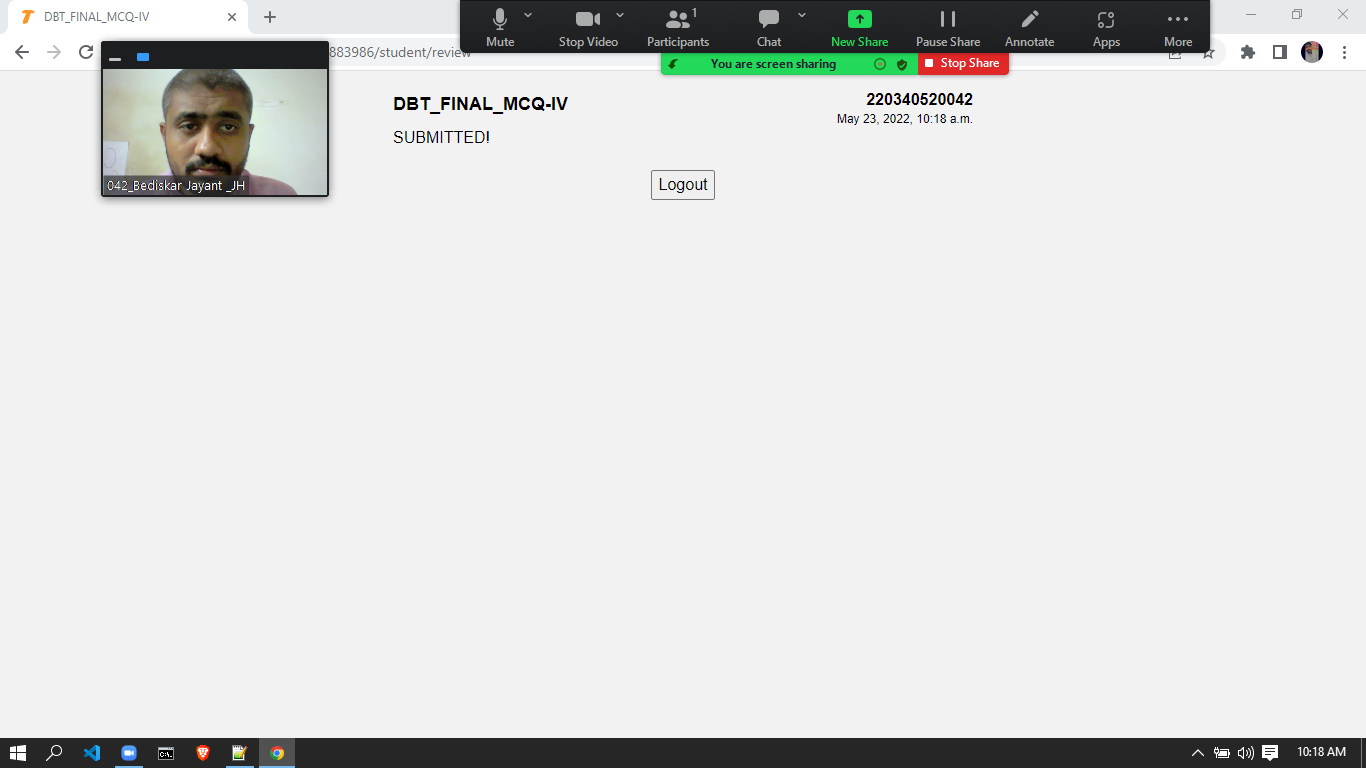 DBT_FINAL_MCQ-IV
883986/student/review
1
Mute
Stop Video
Participants
Chat
New Share
Pause Share
Annotate
Apps
More
You are screen sharing
Stop Share
042_Bediskar Jayant _JH
DBT_FINAL_MCQ-IV
220340520042
May 23, 2022, 10:18 a.m.
SUBMITTED!
Logout
10:18 AM